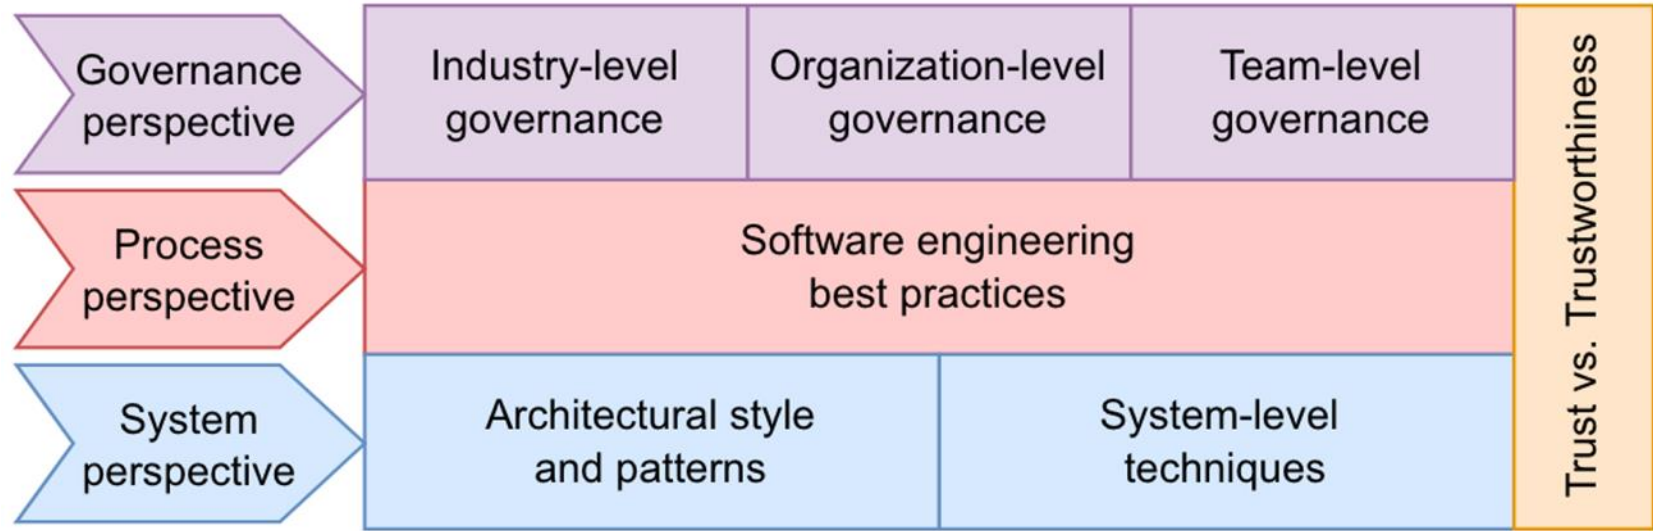 Governance
perspective
Industry-level
governance
Organization-level
governance
Team-level
governance
Process
perspective
Software engineering
best practices
System
perspective
Architectural style
and patterns
System-level
techniques
Trust vs. Trustworthiness